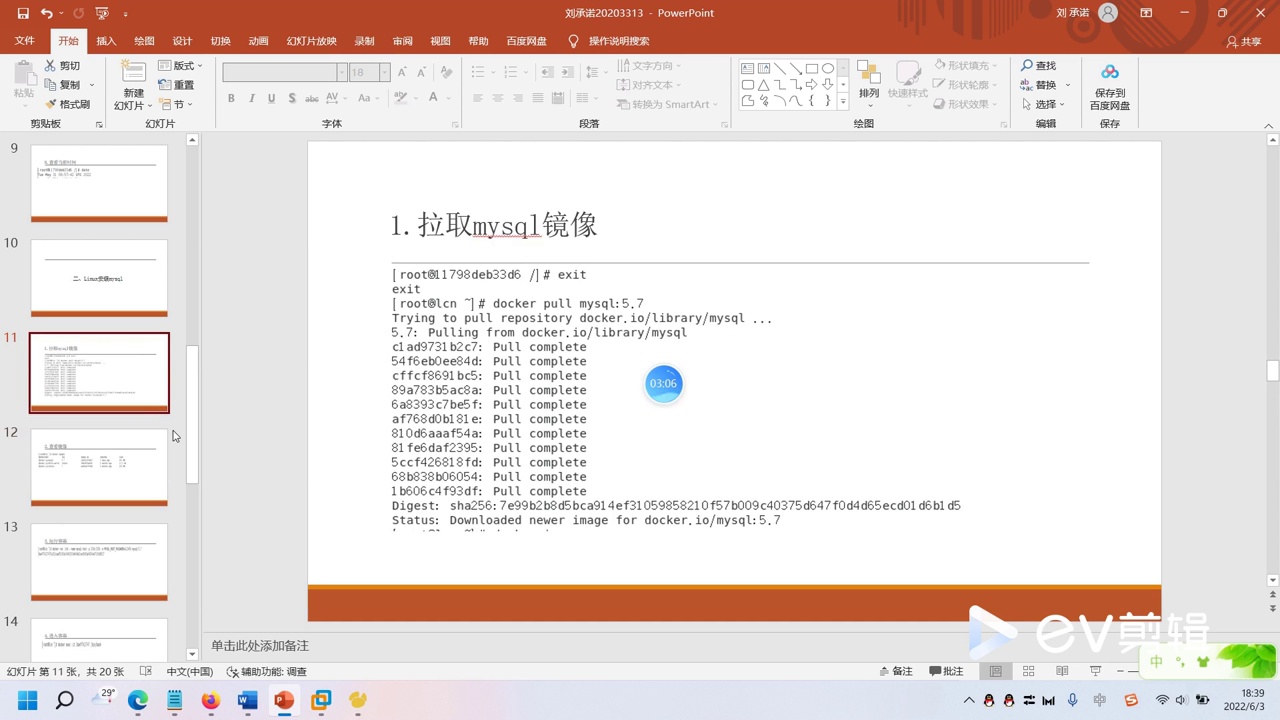 刘承诺20203313 - PowerPoint
刘 承诺
文件 开始 插入 绘图 设计 切换 动画 幻灯片放映 录制 审阅 视图 帮助 百度网盘 操作说明搜索 共享
粘贴 剪切 复制 格式刷 剪贴板
新建 幻灯片 版式 重置 节 幻灯片
18
B I U S abc AV Aa A
字体
文字方向 对齐文本 转换为 SmartArt 段落
排列 快速样式 形状填充 形状轮廓 形状效果 绘图
查找 替换 选择 编辑
保存到 百度网盘 保存
9
10
二、Linux安装mysql
11
1.拉取mysql镜像
12
2.查看镜像
13
14
1.拉取mysql镜像
[root@11798deb33d6 /]# exit
exit
[root@lcn ~]# docker pull mysql:5.7
Trying to pull repository docker.io/library/mysql ...
5.7: Pulling from docker.io/library/mysql
c1ad9731b2c7: Pull complete
54f6eb0ee84d: Pull complete
cffcf8691bc5: Pull complete
89a783b5ac8a: Pull complete
6a8393c7be5f: Pull complete
af768d0b181e: Pull complete
810d6aaaf54a: Pull complete
81fe6daf2395: Pull complete
5ccf426818fd: Pull complete
68b838b06054: Pull complete
1b606c4f93df: Pull complete
Digest: sha256:7e99b2b8d5bca914ef31059858210f57b009c40375d647f0d4d65ecd01d6b1d5
Status: Downloaded newer image for docker.io/mysql:5.7
03:06
EV剪辑
单击此处添加备注
幻灯片 第 11 张，共 20 张 中文(中国) 辅助功能: 调查 备注 批注
中
29°
中
18:39
2022/6/3